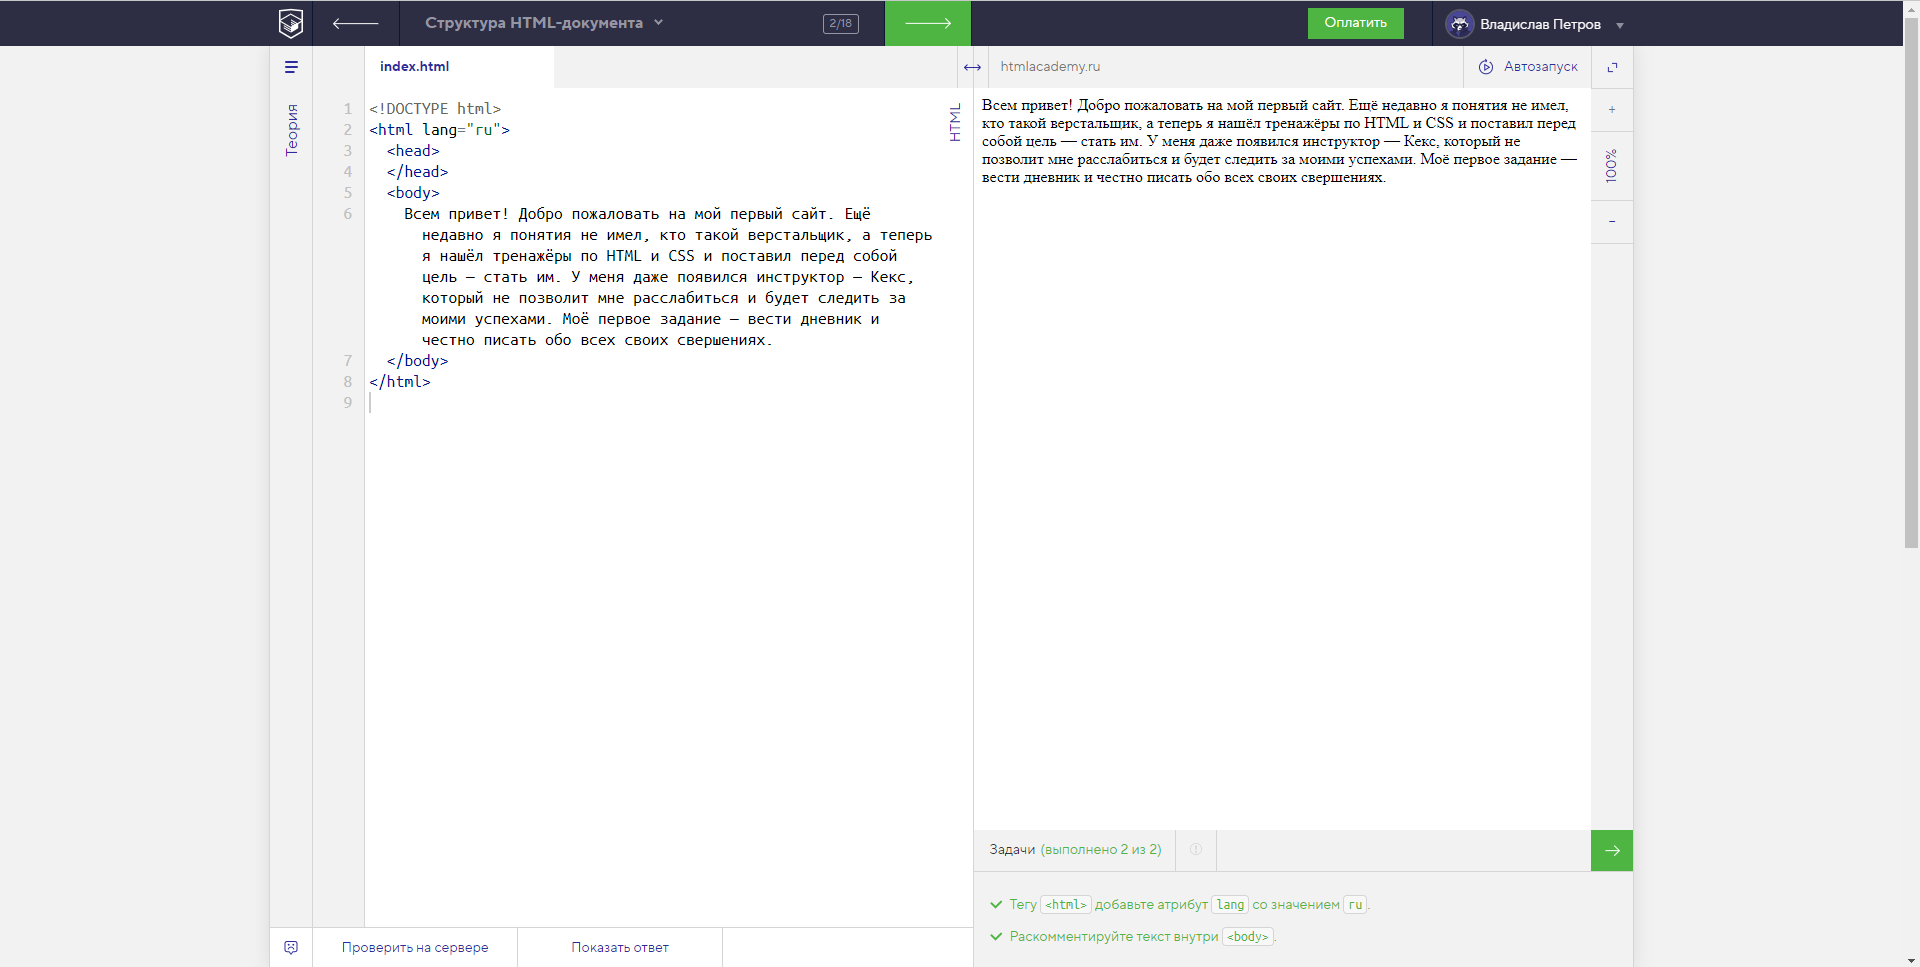 Структура HTML-документа
2/18
Оплатить
Владислав Петров
Теория
index.html
HTML
1 <!DOCTYPE html>
2 <html lang="ru">
3 <head>
4 </head>
5 <body>
6 Всем привет! Добро пожаловать на мой первый сайт. Ещё
недавно я понятия не имел, кто такой верстальщик, а теперь
я нашёл тренажёры по HTML и CSS и поставил перед собой
цель — стать им. У меня даже появился инструктор — Кекс,
который не позволит мне расслабиться и будет следить за
моими успехами. Моё первое задание — вести дневник и
честно писать обо всех своих свершениях.
7 </body>
8 </html>
9
Проверить на сервере
Показать ответ
htmlacademy.ru
Автозапуск
Всем привет! Добро пожаловать на мой первый сайт. Ещё недавно я понятия не имел,
кто такой верстальщик, а теперь я нашёл тренажёры по HTML и CSS и поставил перед
собой цель — стать им. У меня даже появился инструктор — Кекс, который не
позволит мне расслабиться и будет следить за моими успехами. Моё первое задание —
вести дневник и честно писать обо всех своих свершениях.
+
100%
-
Задачи (выполнено 2 из 2)
Тегу <html> добавьте атрибут lang со значением ru.
Раскомментируйте текст внутри <body>.